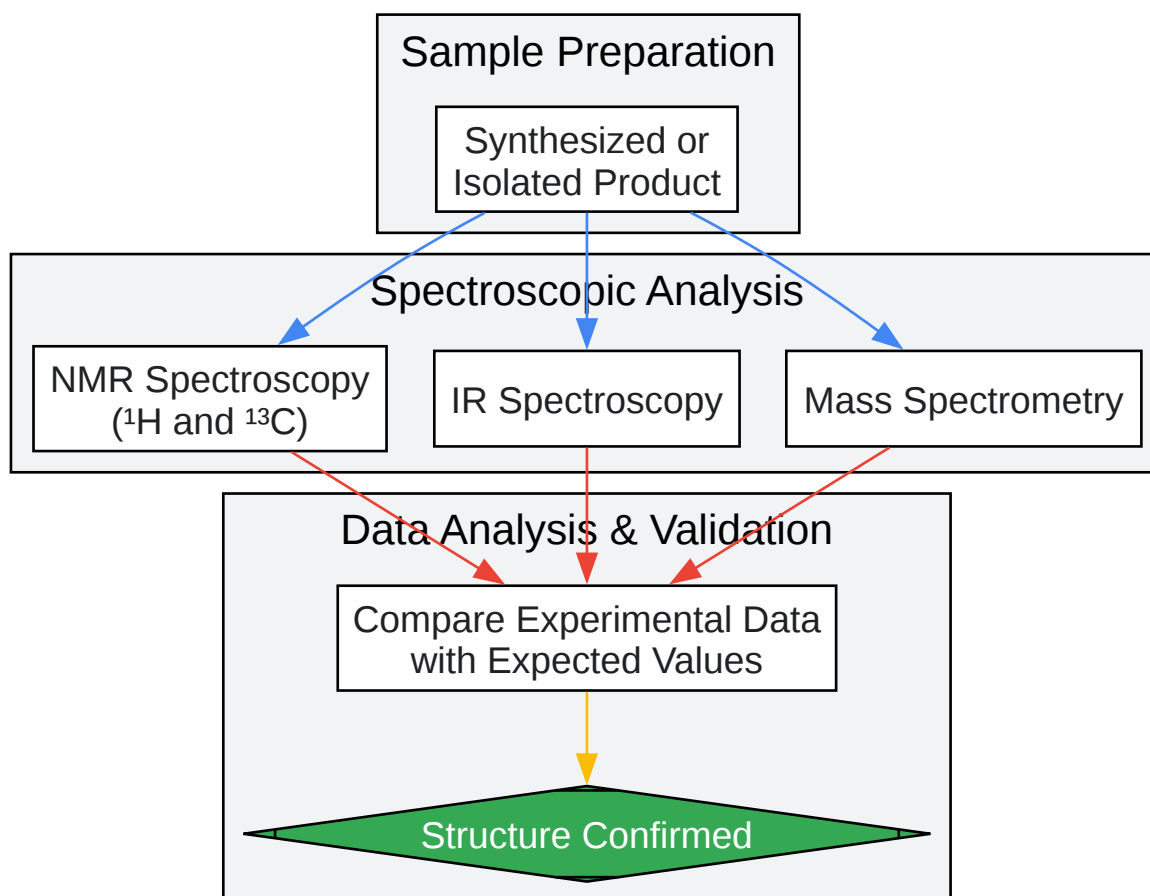 Sample Preparation
Synthesized or
Isolated Product
Spectroscopic Analysis
NMR Spectroscopy
(¹H and ¹³C)
IR Spectroscopy
Mass Spectrometry
Data Analysis & Validation
Compare Experimental Data
with Expected Values
Structure Confirmed